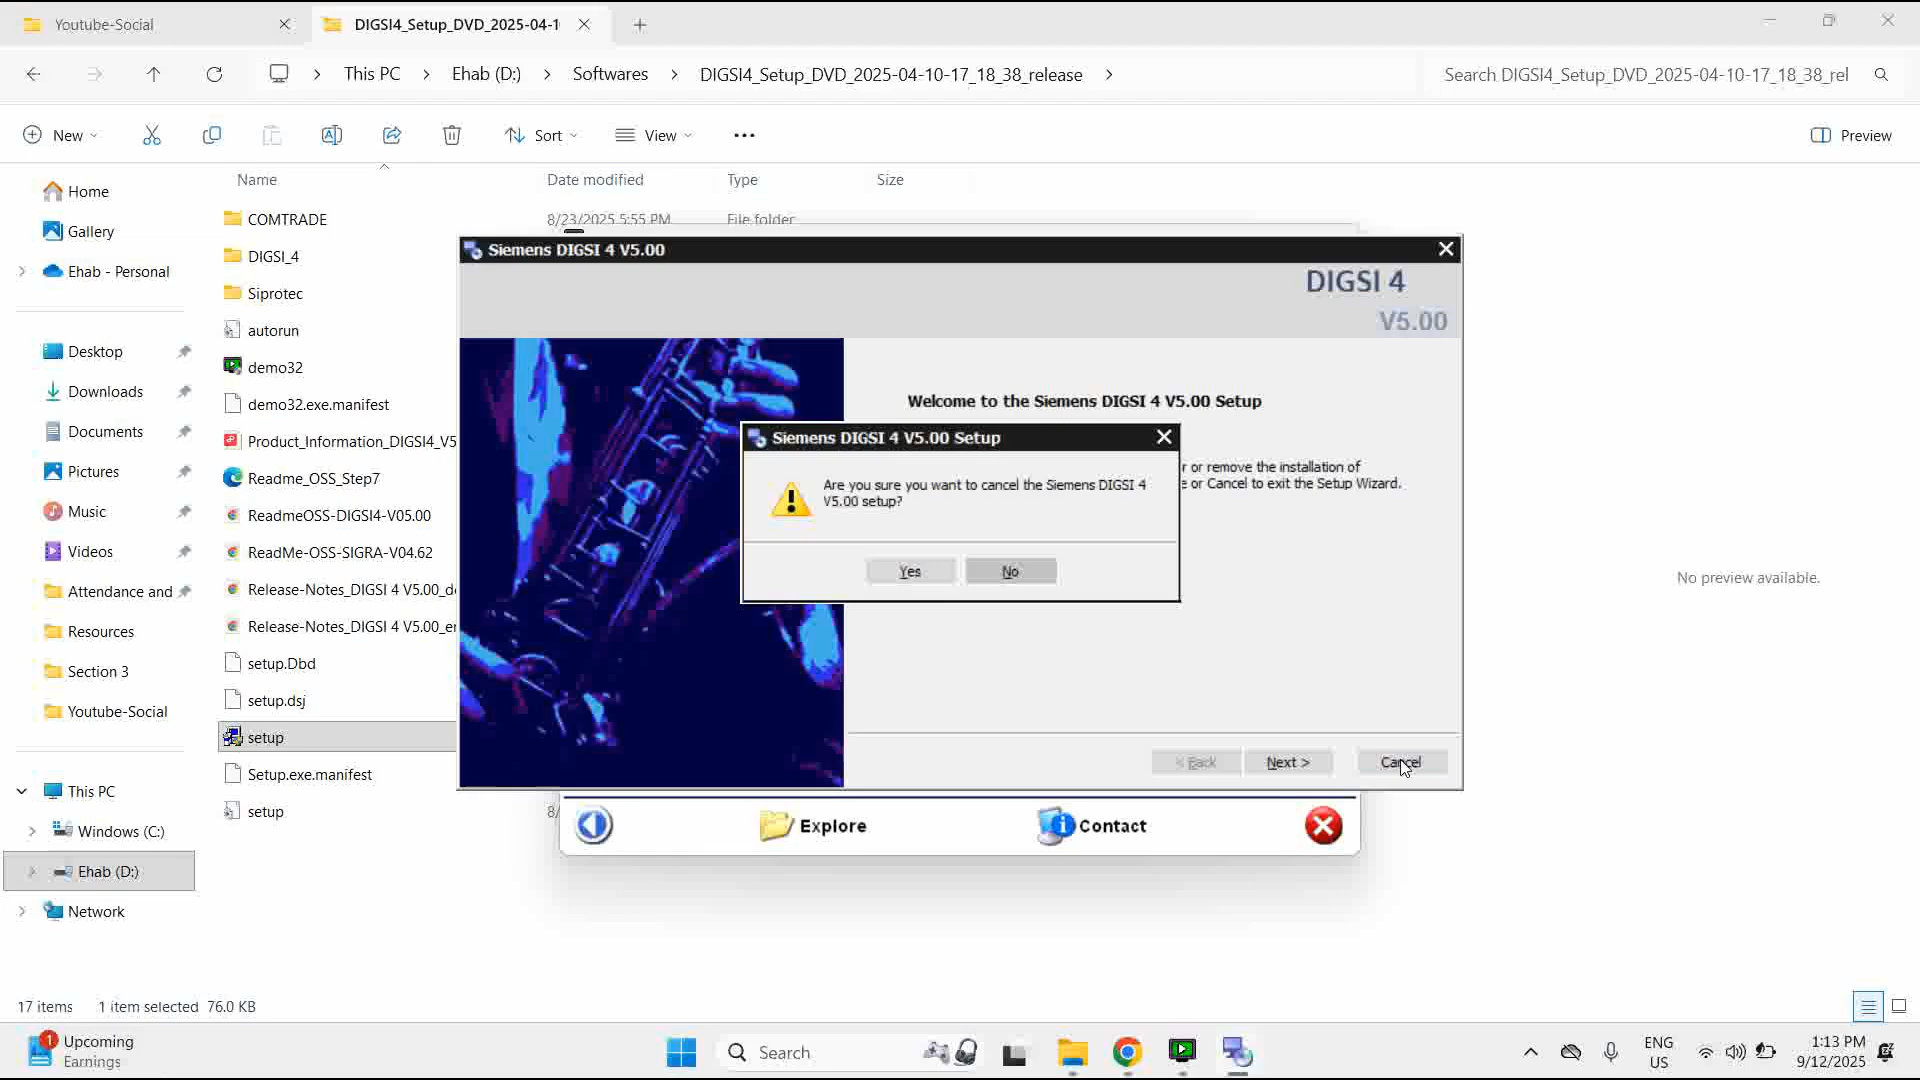 Youtube-Social
DIGSI4_Setup_DVD_2025-04-1
This PC
Ehab (D:)
Softwares
DIGSI4_Setup_DVD_2025-04-10-17_18_38_release
Search DIGSI4_Setup_DVD_2025-04-10-17_18_38_rel
New
Sort
View
Preview
Name
Date modified
Type
Size
Home
Gallery
Ehab - Personal
Desktop
Downloads
Documents
Pictures
Music
Videos
Attendance and
Resources
Section 3
Youtube-Social
This PC
Windows (C:)
Ehab (D:)
Network
COMTRADE
8/23/2025 5:55 PM
File folder
DIGSI_4
Siprotec
autorun
demo32
demo32.exe.manifest
Product_Information_DIGSI4_V5
Readme_OSS_Step7
ReadmeOSS-DIGSI4-V05.00
ReadMe-OSS-SIGRA-V04.62
Release-Notes_DIGSI 4 V5.00_d
Release-Notes_DIGSI 4 V5.00_e
setup.Dbd
setup.dsj
setup
Setup.exe.manifest
setup
8/
Siemens DIGSI 4 V5.00
DIGSI 4
V5.00
Welcome to the Siemens DIGSI 4 V5.00 Setup
r or remove the installation of
e or Cancel to exit the Setup Wizard.
Siemens DIGSI 4 V5.00 Setup
Are you sure you want to cancel the Siemens DIGSI 4
V5.00 setup?
Yes
No
< Back
Next >
Cancel
Explore
Contact
No preview available.
17 items
1 item selected
76.0 KB
1
Upcoming
Earnings
Search
ENG
US
1:13 PM
9/12/2025